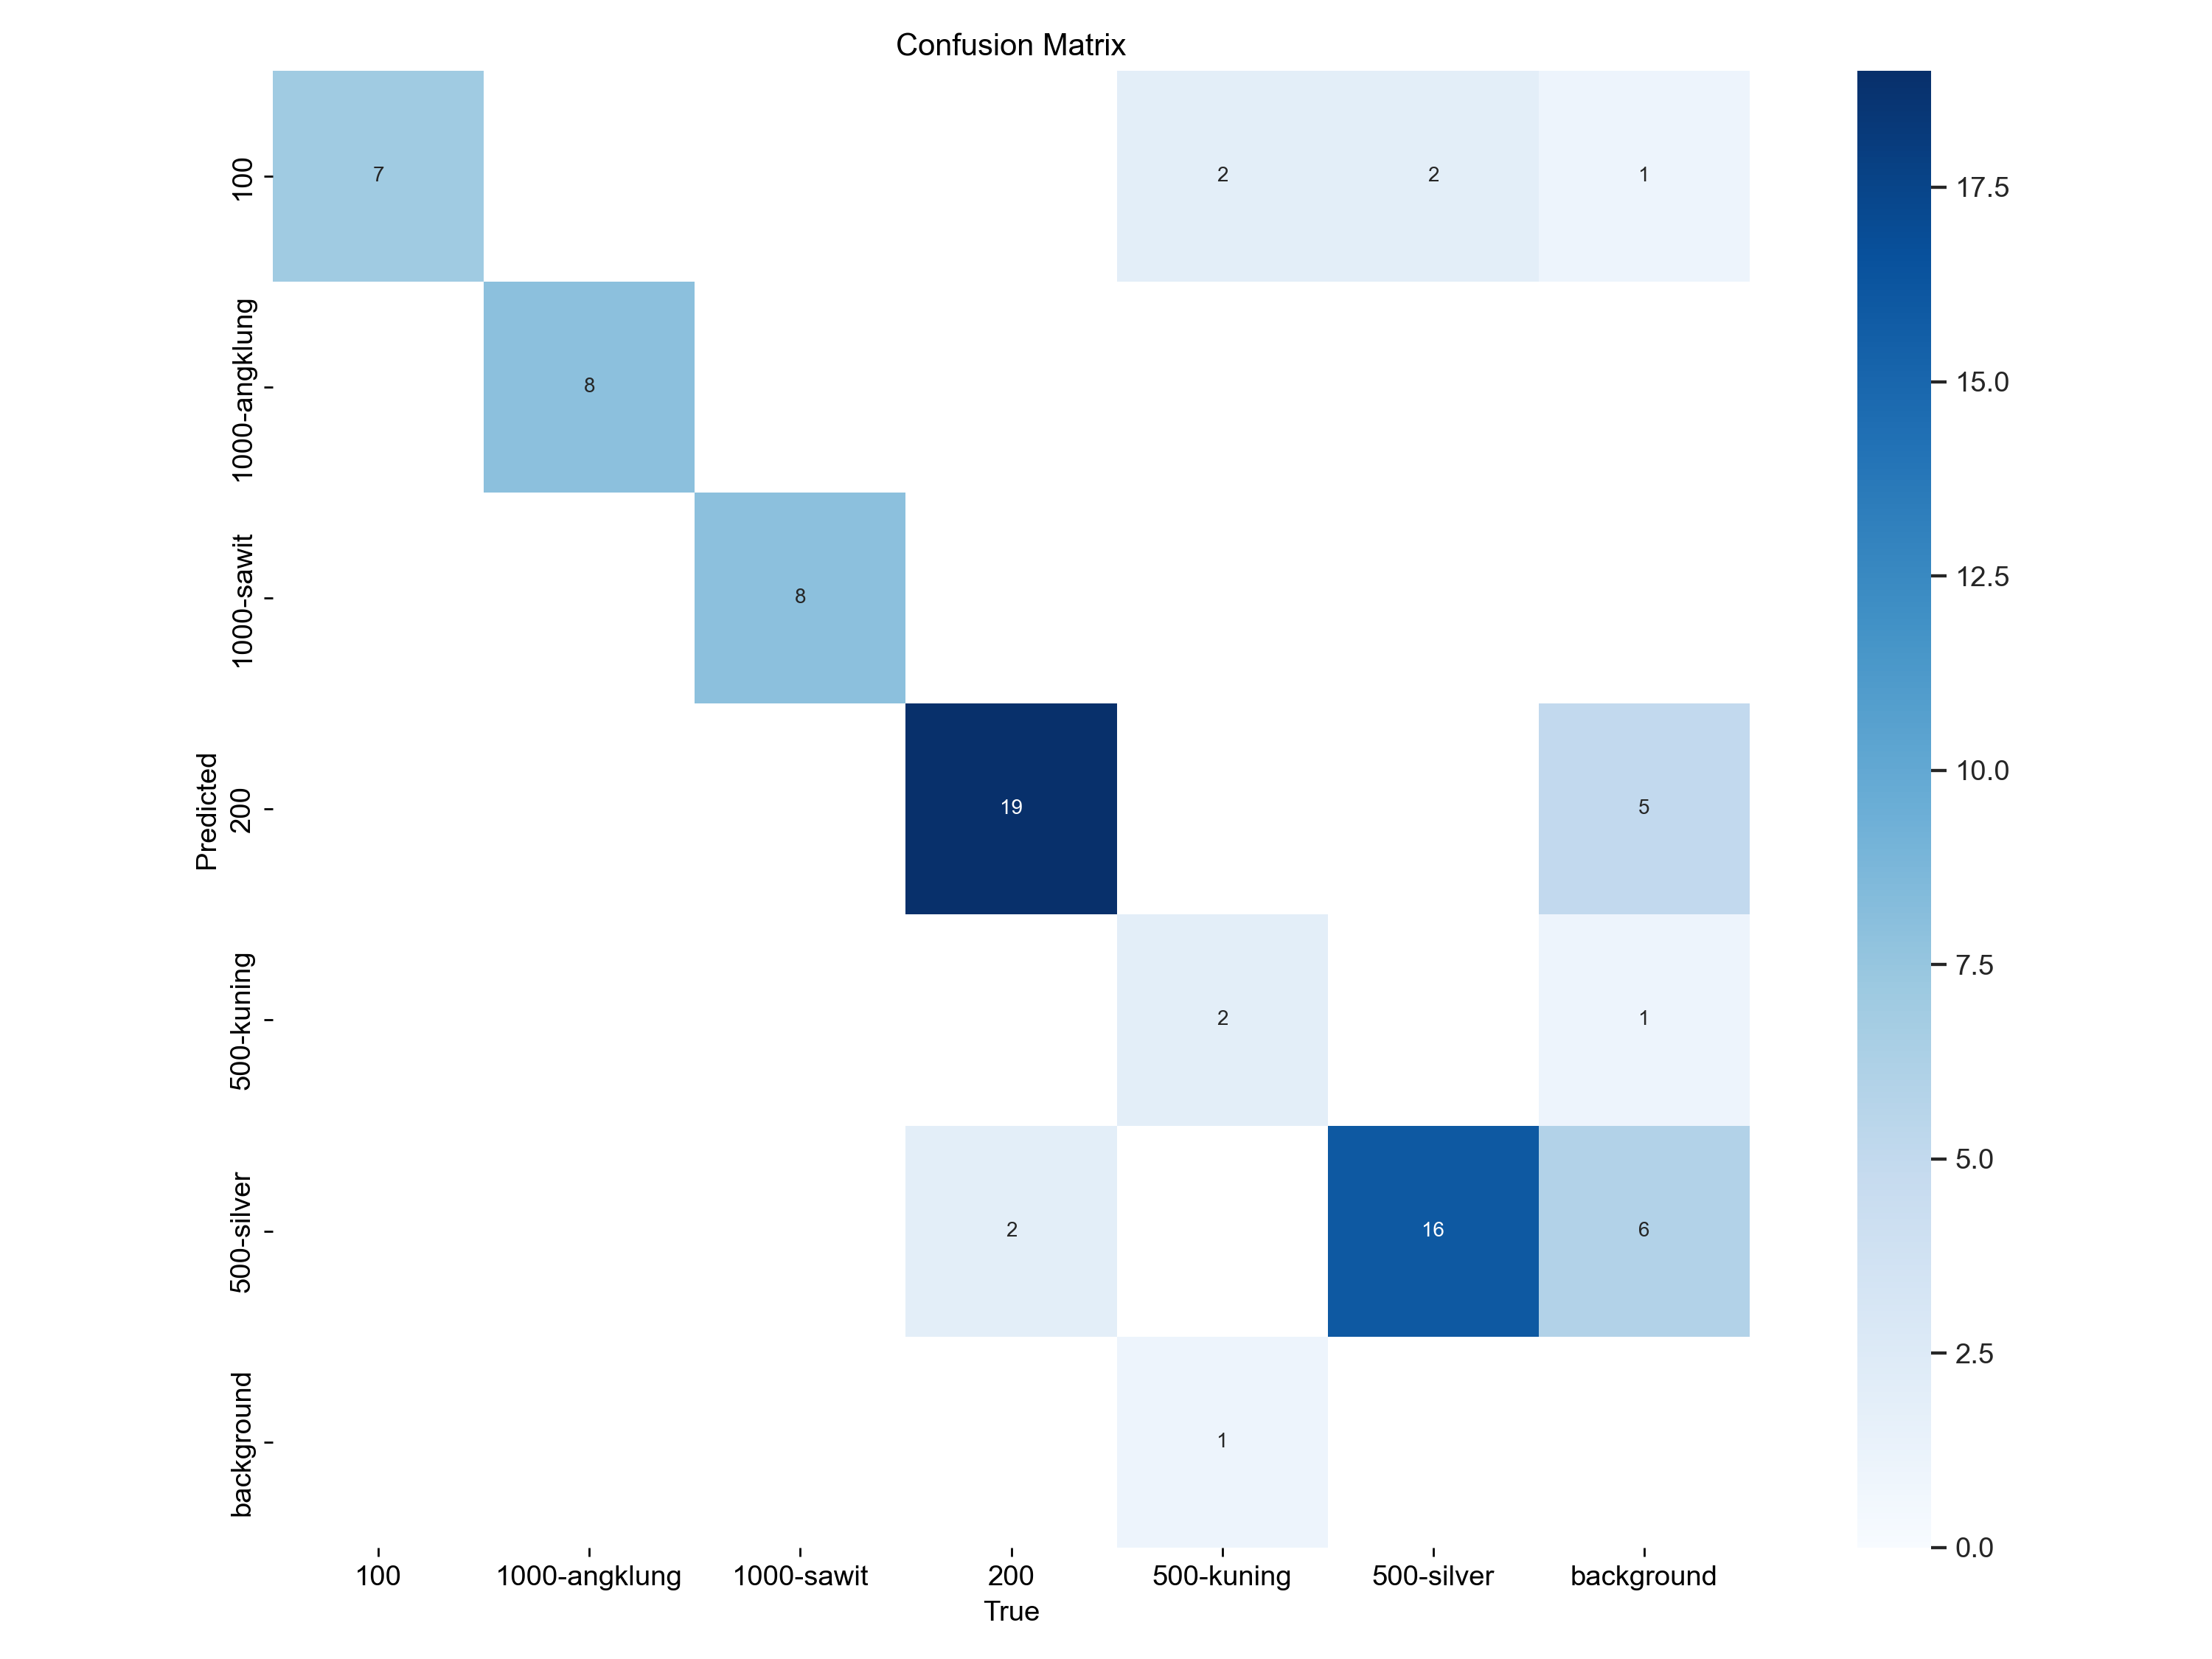 Confusion Matrix
100
7
2
2
1
17.5
1000-angklung
8
15.0
1000-sawit
8
12.5
Predicted
200
19
5
10.0
500-kuning
2
1
7.5
500-silver
2
16
6
5.0
background
1
2.5
0.0
100 1000-angklung 1000-sawit 200 500-kuning 500-silver background
True